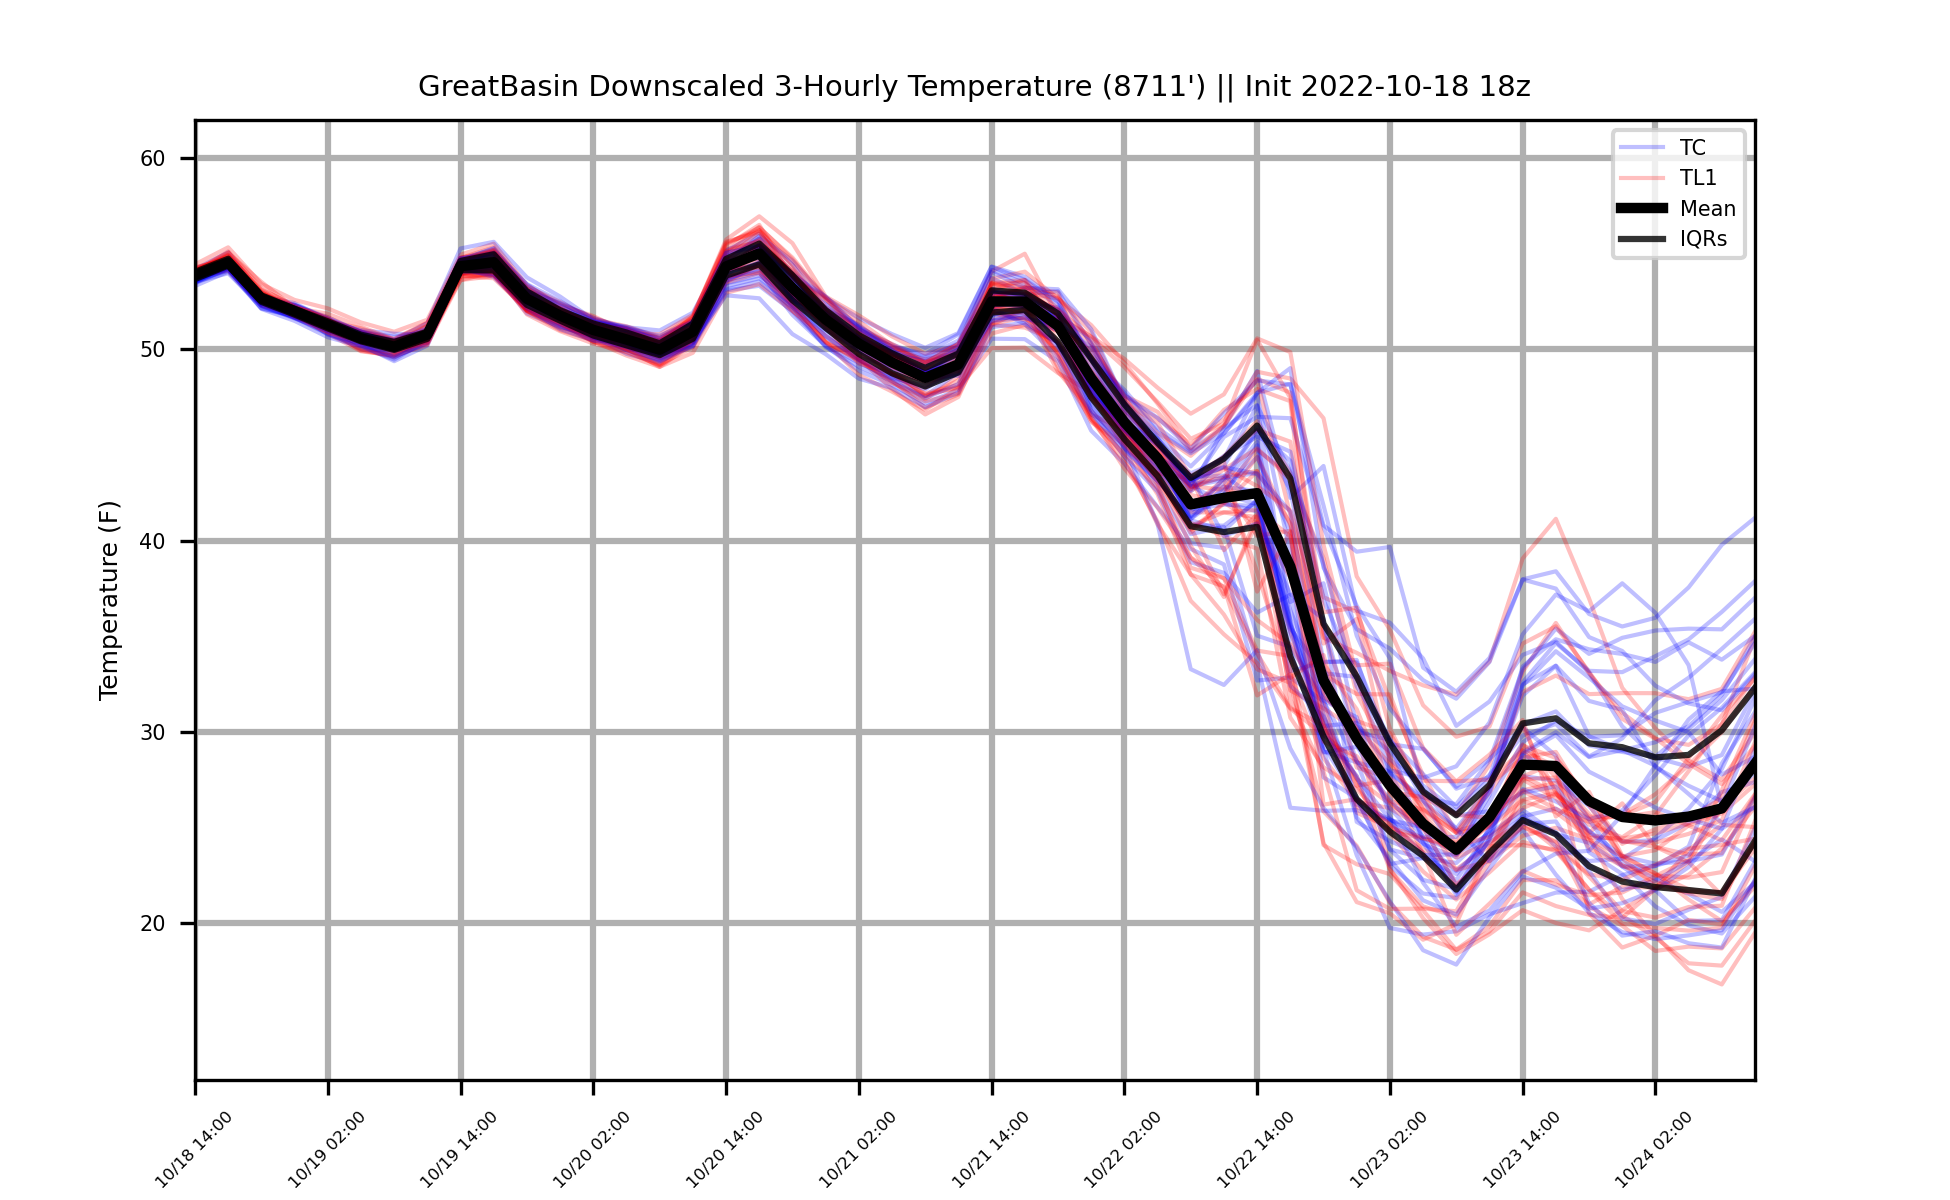 GreatBasin Downscaled 3-Hourly Temperature (8711') || Init 2022-10-18 18z
TC
TL1
Mean
IQRs
Temperature (F)
60
50
40
30
20
10/18 14:00
10/19 02:00
10/19 14:00
10/20 02:00
10/20 14:00
10/21 02:00
10/21 14:00
10/22 02:00
10/22 14:00
10/23 02:00
10/23 14:00
10/24 02:00